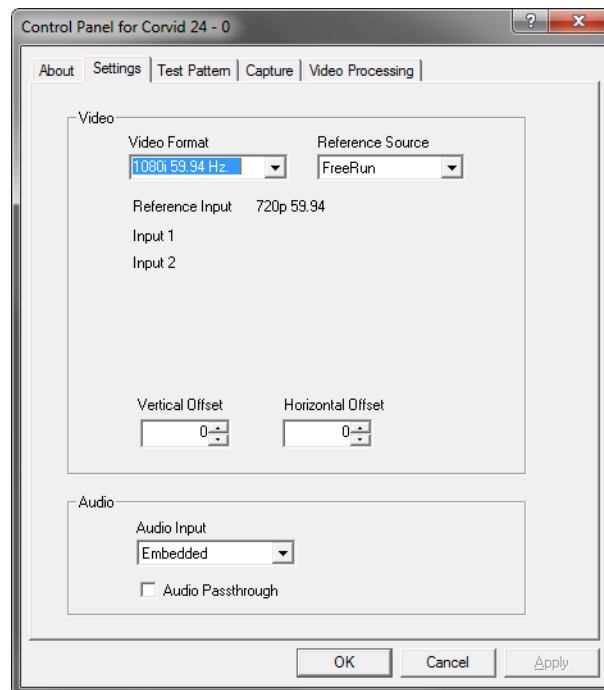 Control Panel for Corvid 24 - 0
?
About Settings Test Pattern Capture Video Processing
Video
Video Format Reference Source
1080i 59.94 Hz. FreeRun
Reference Input 720p 59.94
Input 1
Input 2
Vertical Offset Horizontal Offset
0 0
Audio
Audio Input
Embedded
Audio Passthrough
OK Cancel Apply